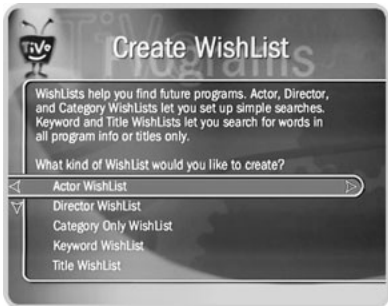 TiVo
Create WishList
WishLists help you find future programs. Actor, Director,
and Category WishLists let you set up simple searches.
Keyword and Title WishLists let you search for words in
all program info or titles only.
What kind of WishList would you like to create?
Actor WishList
Director WishList
Category Only WishList
Keyword WishList
Title WishList